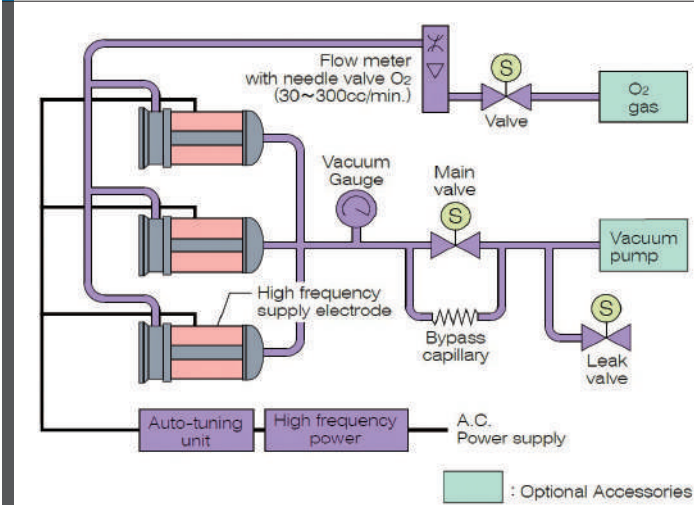 Flow meter
with needle valve O₂
(30～300cc/min.)
S
Valve
O₂
gas
Vacuum
Gauge
Main
valve
S
Vacuum
pump
High frequency
supply electrode
Bypass
capillary
S
Leak
valve
Auto-tuning
unit
High frequency
power
A.C.
Power supply
: Optional Accessories